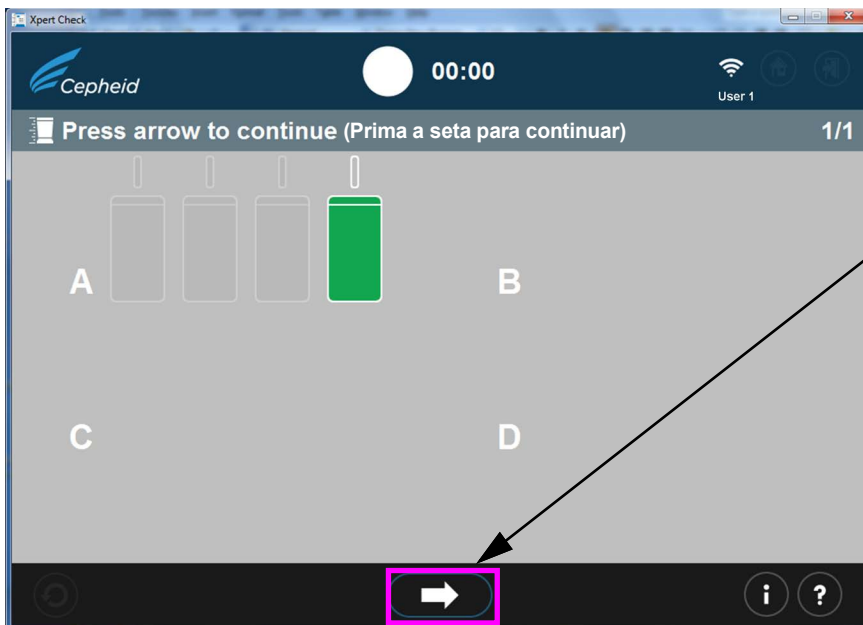 Xpert Check
Cepheid
00:00
User 1
Press arrow to continue (Prima a seta para continuar)
1/1
A
B
C
D
i
?